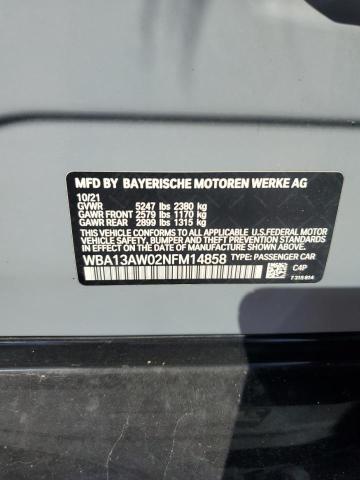 MFD BY BAYERISCHE MOTOREN WERKE AG
10/21
GVWR 5247 lbs 2380 kg
GAWR FRONT 2579 lbs 1170 kg
GAWR REAR 2899 lbs 1315 kg
THIS VEHICLE CONFORMS TO ALL APPLICABLE
U.S. FEDERAL MOTOR VEHICLE SAFETY, BUMPER,
AND THEFT PREVENTION STANDARDS IN EFFECT
ON THE DATE OF MANUFACTURE SHOWN ABOVE.
WBA13AW02NFM14858 TYPE: PASSENGER CAR
C4P